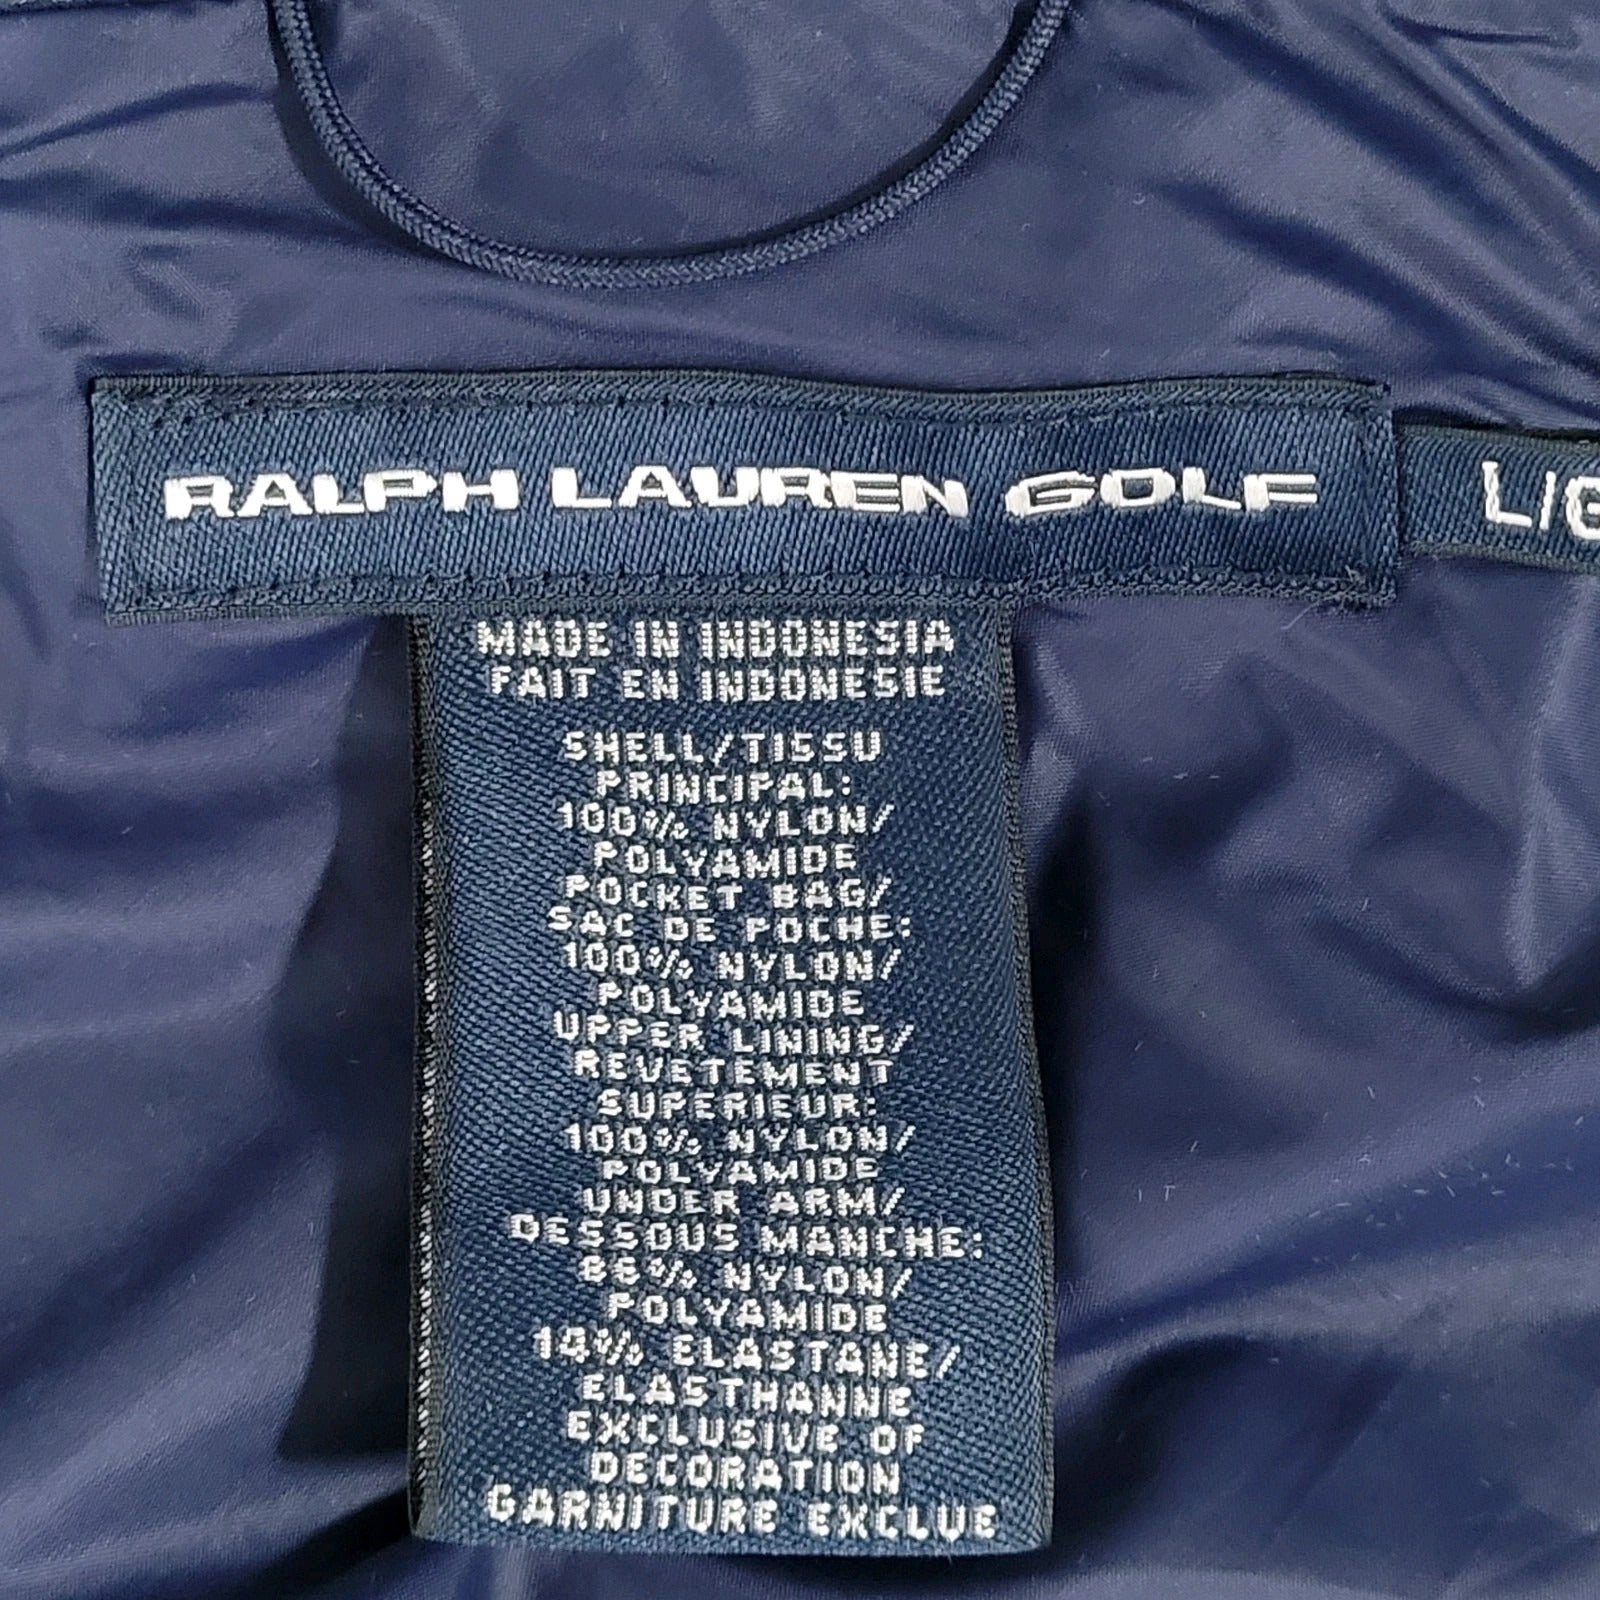 RALPH LAUREN GOLF
L/G
MADE IN INDONESIA
FAIT EN INDONESIE
SHELL/TISSU
PRINCIPAL:
100% NYLON/
POLYAMIDE
POCKET BAG/
SAC DE POCHE:
100% NYLON/
POLYAMIDE
UPPER LINING/
REVETEMENT
SUPERIEUR:
100% NYLON/
POLYAMIDE
UNDER ARM/
DESSOUS MANCHE:
86% NYLON/
POLYAMIDE
14% ELASTANE/
ELASTHANNE
EXCLUSIVE OF
DECORATION
GARNITURE EXCLUE